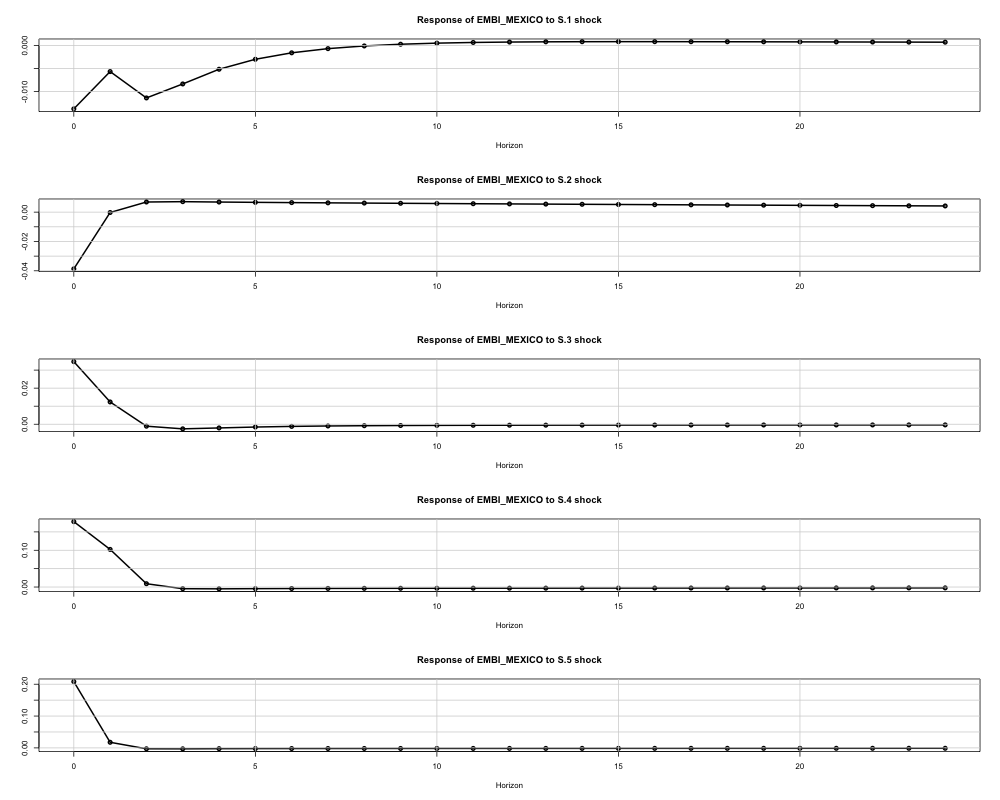 Response of EMBI_MEXICO to S.1 shock
0.000
-0.010
0 5 10 15 20
Horizon
Response of EMBI_MEXICO to S.2 shock
0.00
-0.02
-0.04
0 5 10 15 20
Horizon
Response of EMBI_MEXICO to S.3 shock
0.02
0.00
0 5 10 15 20
Horizon
Response of EMBI_MEXICO to S.4 shock
0.10
0.00
0 5 10 15 20
Horizon
Response of EMBI_MEXICO to S.5 shock
0.20
0.10
0.00
0 5 10 15 20
Horizon